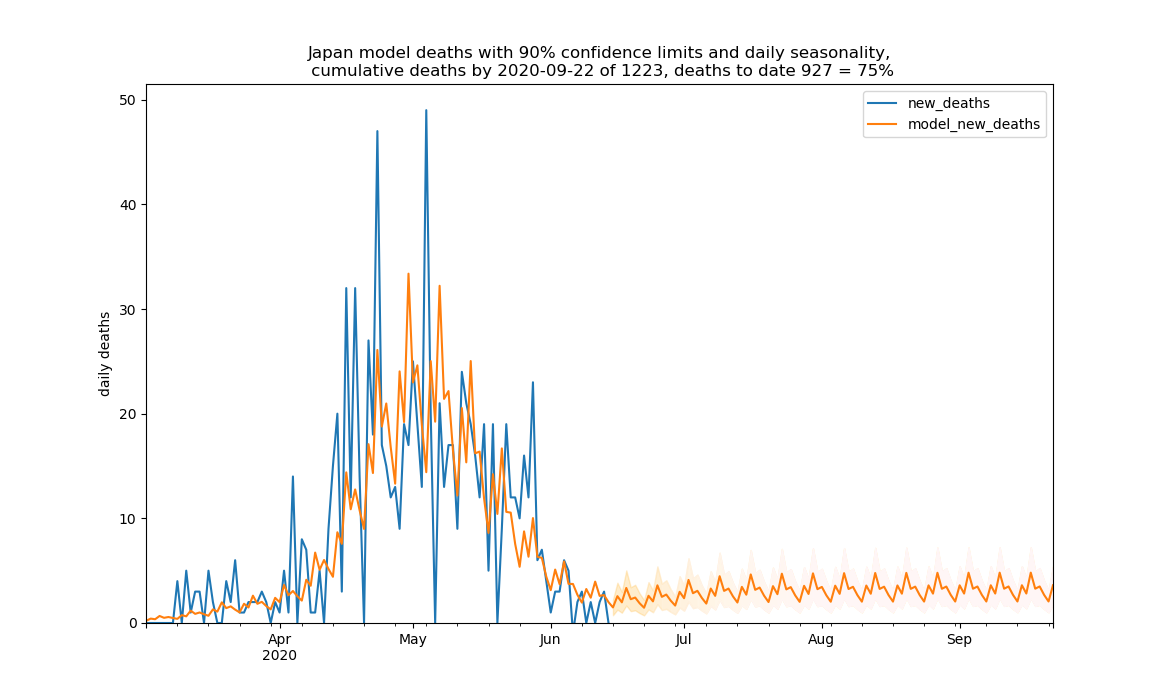 Japan model deaths with 90% confidence limits and daily seasonality,
cumulative deaths by 2020-09-22 of 1223, deaths to date 927 = 75%
new_deaths
model_new_deaths
daily deaths
50
40
30
20
10
0
Apr
2020
May
Jun
Jul
Aug
Sep